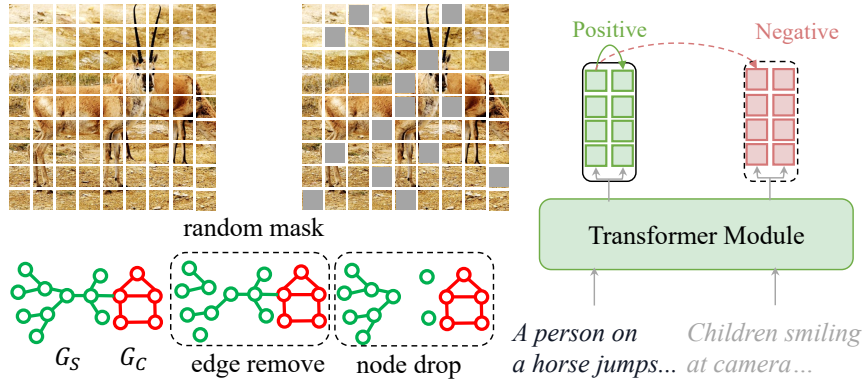 random mask
G_S
G_C
edge remove
node drop
Positive
Negative
Transformer Module
A person on
a horse jumps...
Children smiling
at camera...